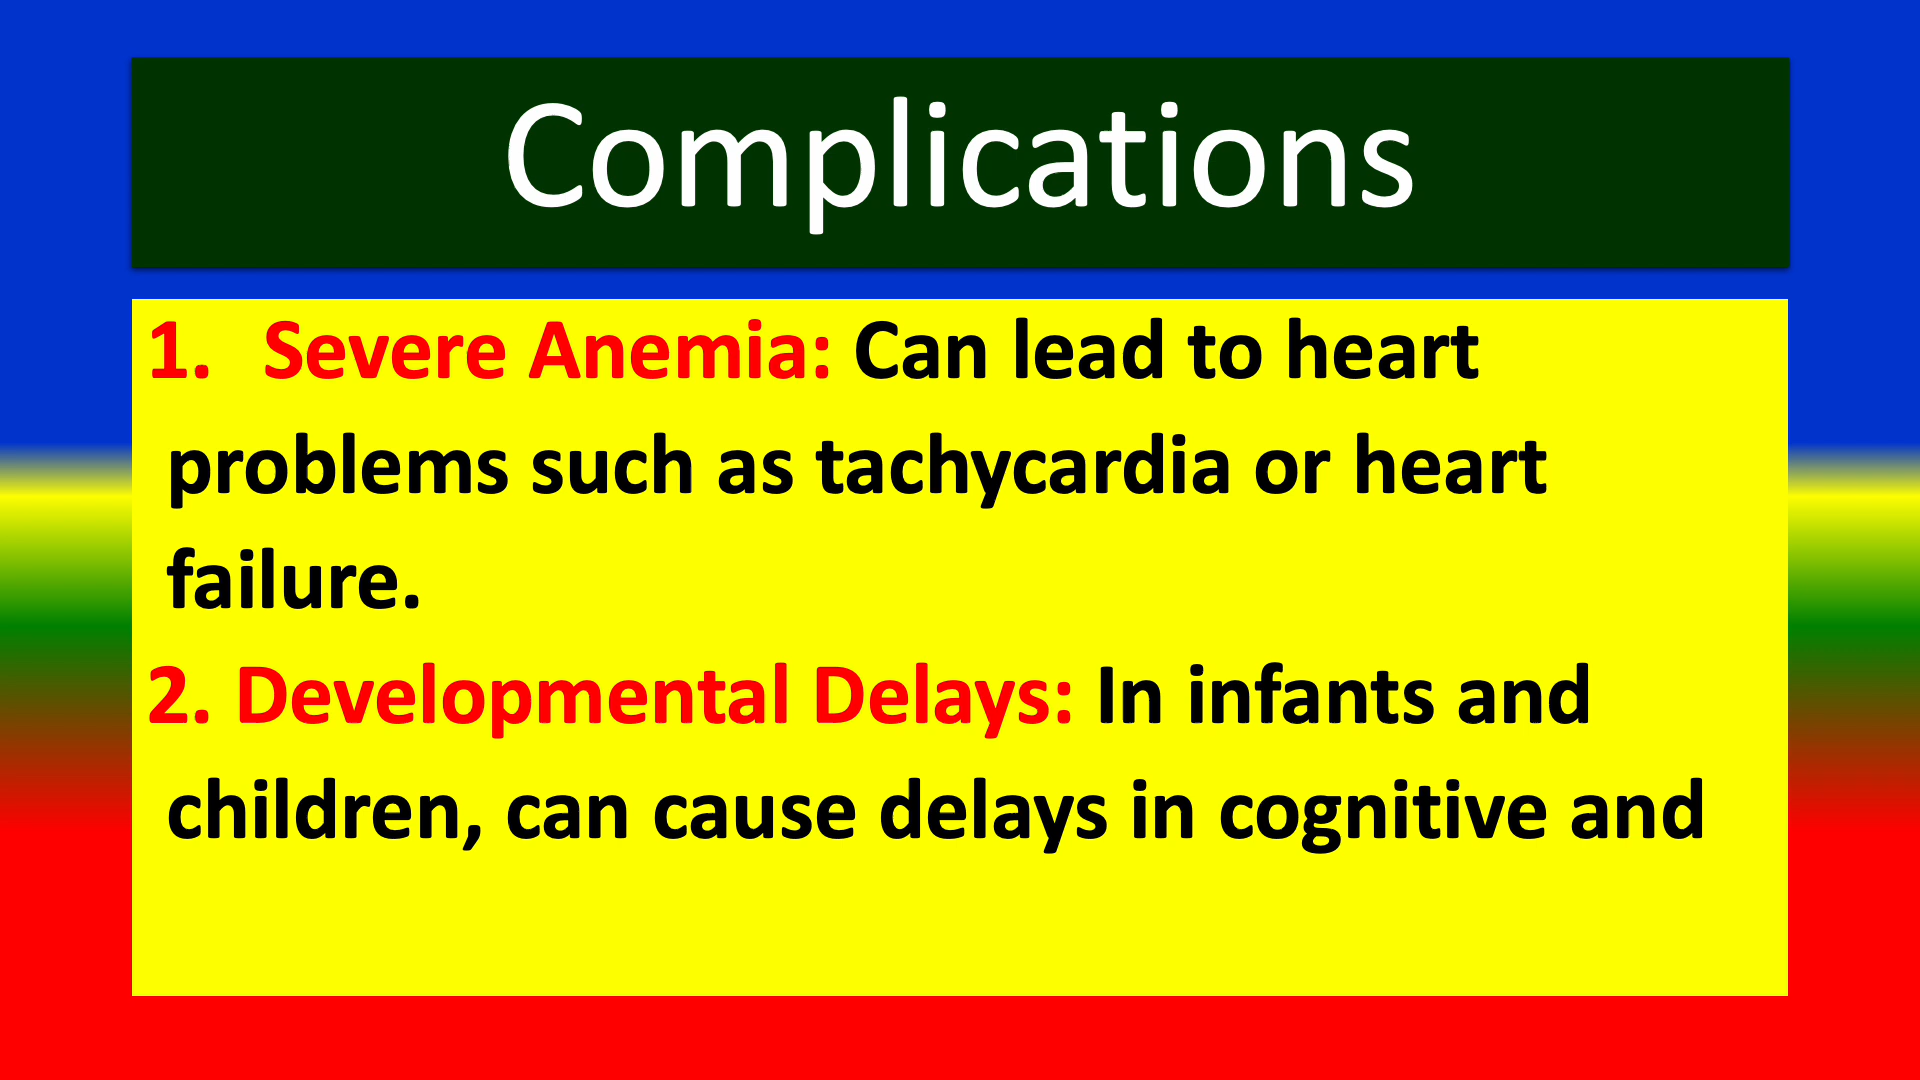 Complications
1. Severe Anemia: Can lead to heart
problems such as tachycardia or heart
failure.
2. Developmental Delays: In infants and
children, can cause delays in cognitive and